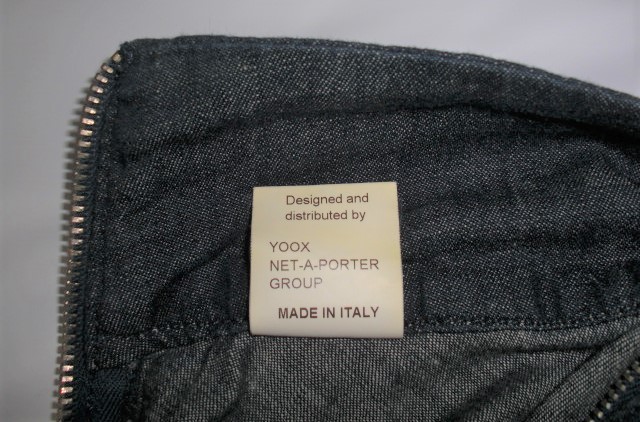 Designed and
distributed by
YOOX
NET-A-PORTER
GROUP
MADE IN ITALY